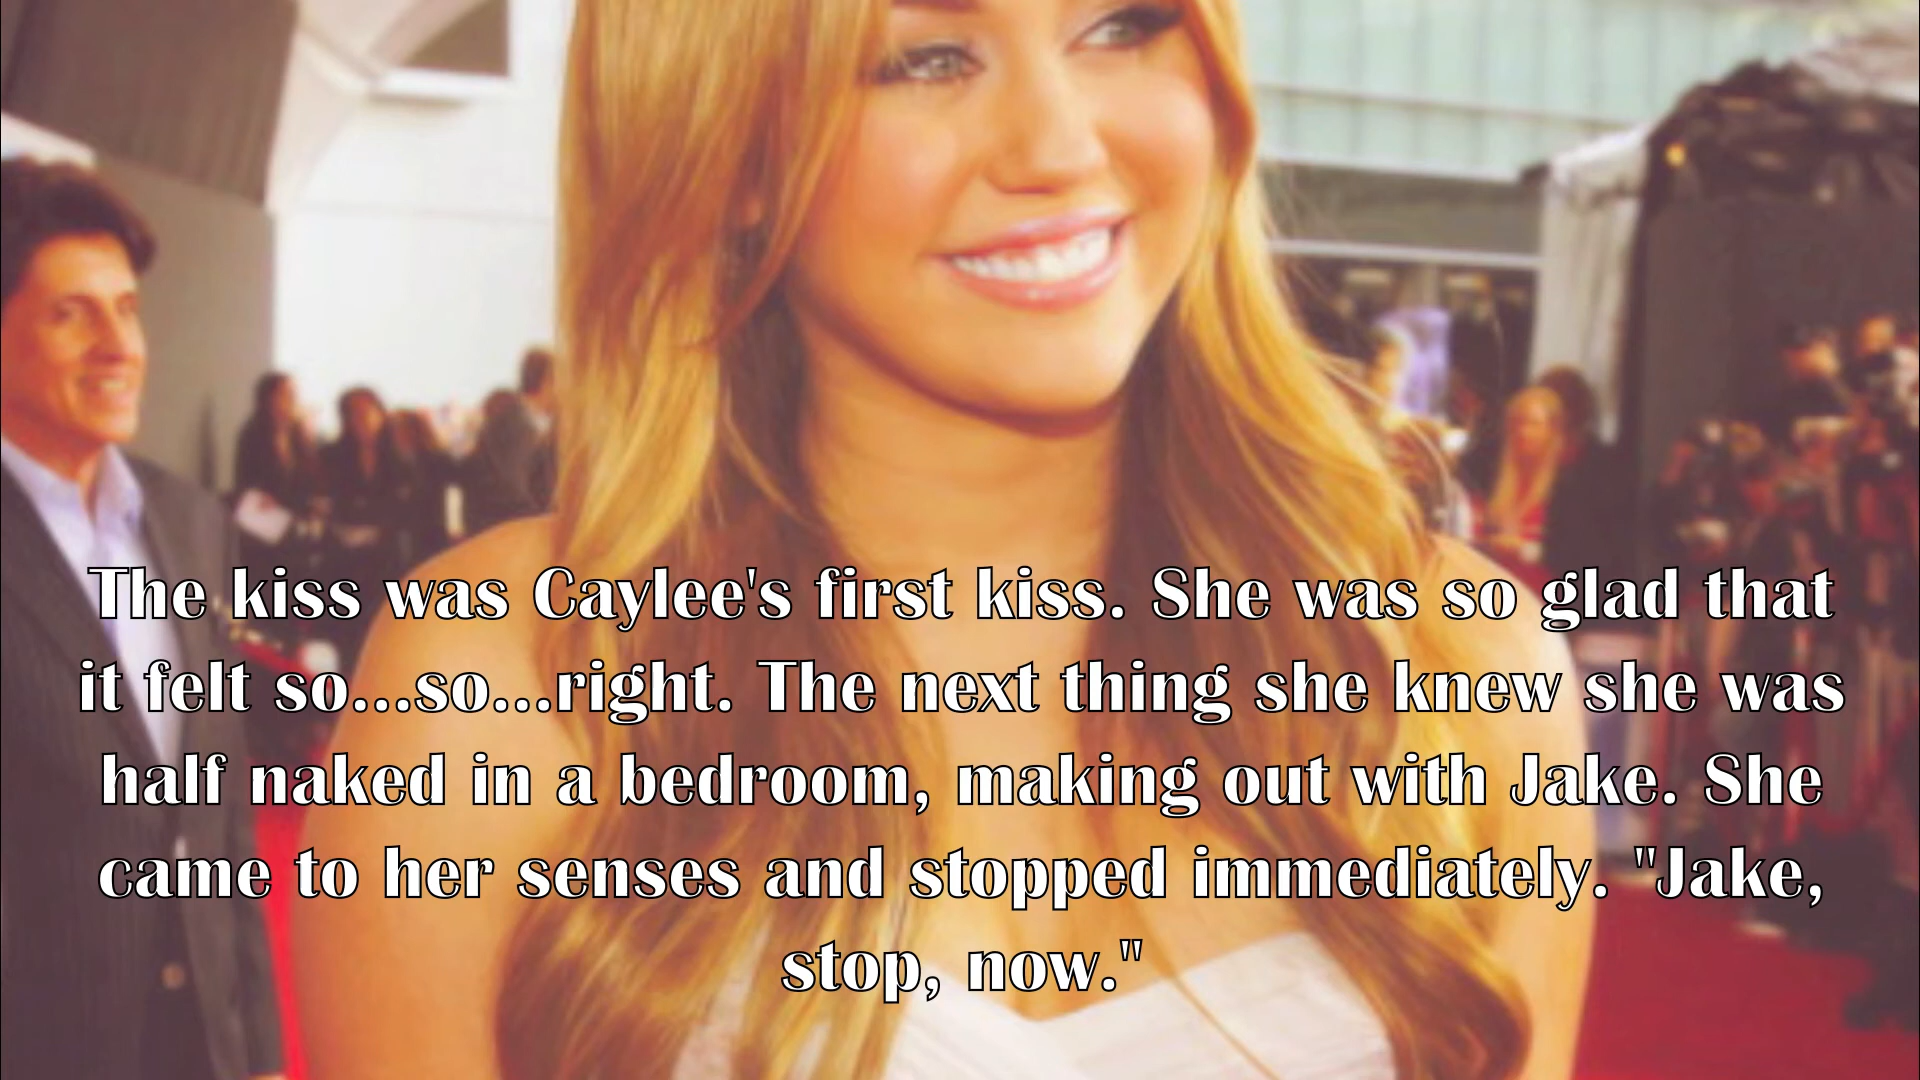 The kiss was Caylee's first kiss. She was so glad that
it felt so...so...right. The next thing she knew she was
half naked in a bedroom, making out with Jake. She
came to her senses and stopped immediately. "Jake,
stop, now."